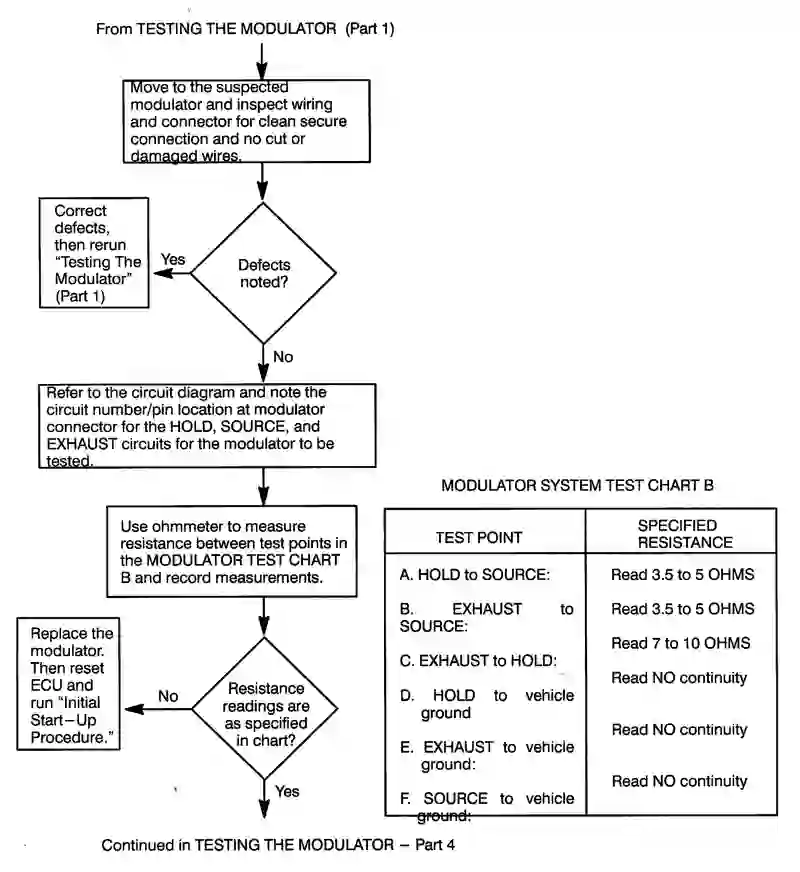 From TESTING THE MODULATOR (Part 1)
Move to the suspected
modulator and inspect wiring
and connector for clean secure
connection and no cut or
damaged wires.
Correct
defects,
then rerun
“Testing The
Modulator”
(Part 1)
Yes
Defects
noted?
No
Refer to the circuit diagram and note the
circuit number/pin location at modulator
connector for the HOLD, SOURCE, and
EXHAUST circuits for the modulator to be
tested.
Use ohmmeter to measure
resistance between test points in
the MODULATOR TEST CHART
B and record measurements.
Replace the
modulator.
Then reset
ECU and
run “Initial
Start–Up
Procedure.”
No
Resistance
readings are
as specified
in chart?
Yes
Continued in TESTING THE MODULATOR – Part 4
MODULATOR SYSTEM TEST CHART B
TEST POINT
SPECIFIED
RESISTANCE
A. HOLD to SOURCE:
Read 3.5 to 5 OHMS
B. EXHAUST to
SOURCE:
Read 3.5 to 5 OHMS
C. EXHAUST to HOLD:
Read 7 to 10 OHMS
D. HOLD to vehicle
ground
Read NO continuity
E. EXHAUST to vehicle
ground:
Read NO continuity
F. SOURCE to vehicle
ground:
Read NO continuity